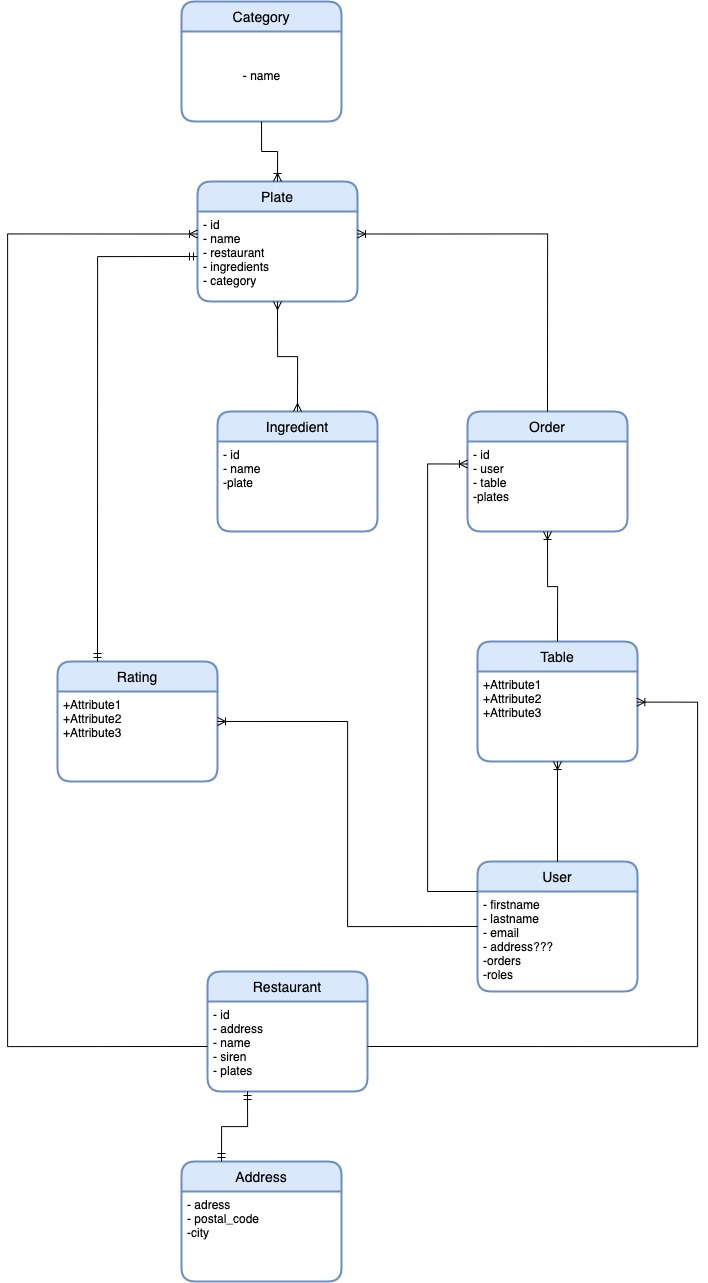 Category
- name
Plate
- id
- name
- restaurant
- ingredients
- category
Ingredient
- id
- name
-plate
Order
- id
- user
- table
-plates
Rating
+Attribute1
+Attribute2
+Attribute3
Table
+Attribute1
+Attribute2
+Attribute3
User
- firstname
- lastname
- email
- address???
-orders
-roles
Restaurant
- id
- address
- name
- siren
- plates
Address
- adress
- postal_code
-city